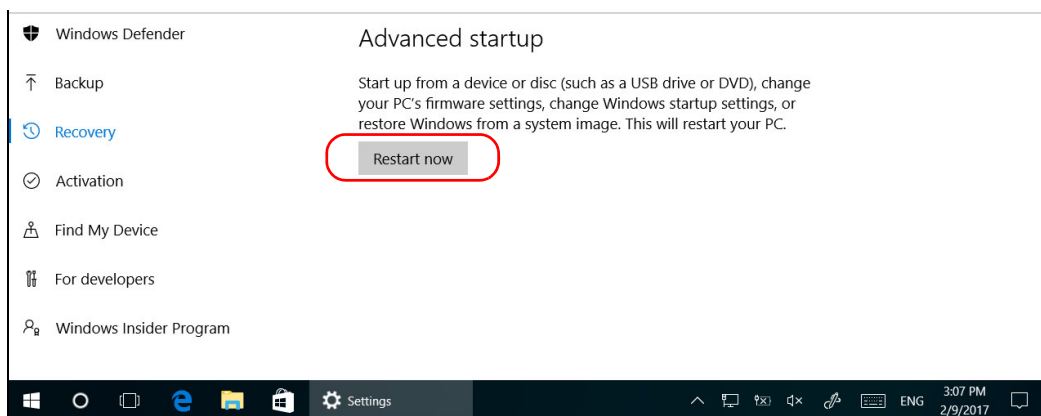 Windows Defender
Backup
Recovery
Activation
Find My Device
For developers
Windows Insider Program
Advanced startup
Start up from a device or disc (such as a USB drive or DVD), change
your PC's firmware settings, change Windows startup settings, or
restore Windows from a system image. This will restart your PC.
Restart now
Settings
ENG
3:07 PM
2/9/2017